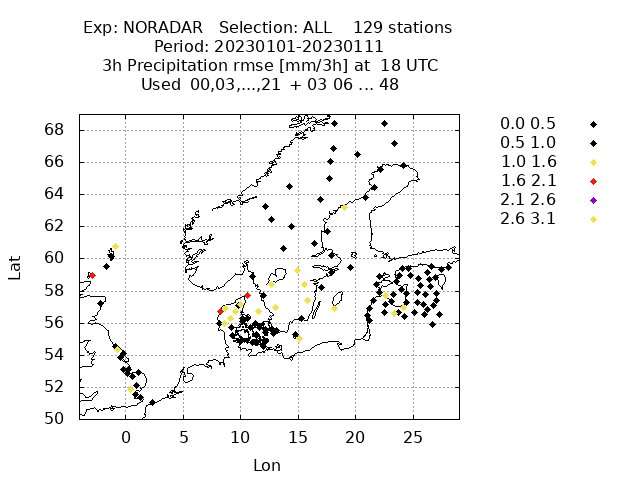 Exp: NORADAR Selection: ALL 129 stations
Period: 20230101-20230111
3h Precipitation rmse [mm/3h] at 18 UTC
Used 00,03,...,21 + 03 06 ... 48
0.0 0.5
0.5 1.0
1.0 1.6
1.6 2.1
2.1 2.6
2.6 3.1
68
66
64
62
60
58
56
54
52
50
Lat
0 5 10 15 20 25
Lon